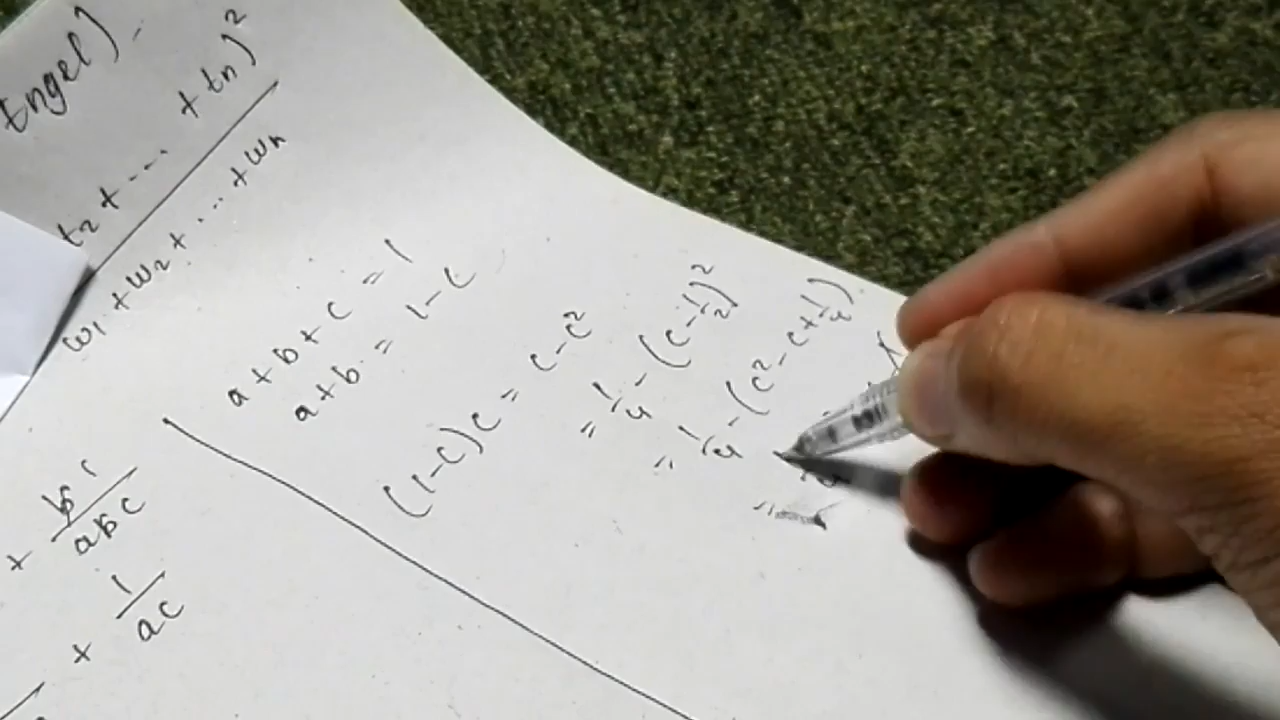 Engel)
t2 + ... + tn)²
w1 + w2 + ... + wn
a + b + c = 1
a + b = 1 - c
(1-c)c = c - c²
= 1/4 - (c - 1/2)²
= 1/4 - (c² - c + 1/4)
=
+ b/abc
+ 1/ac